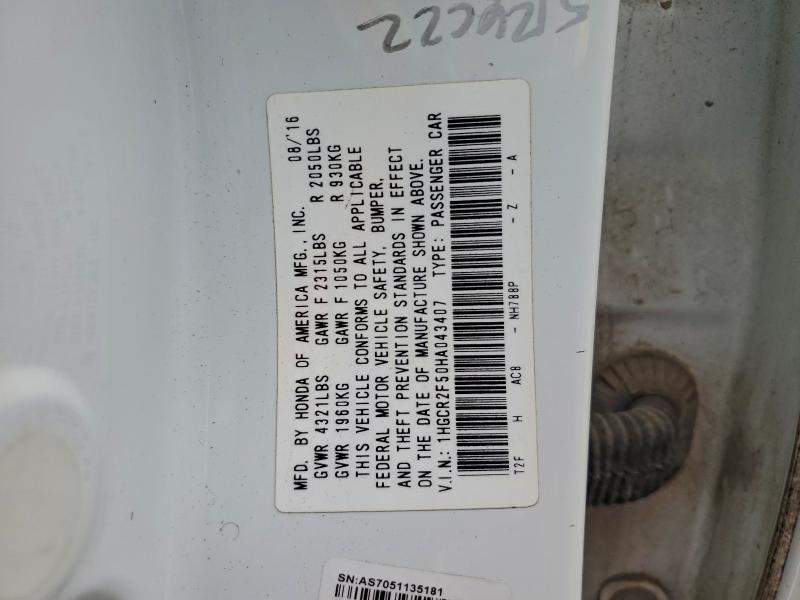 MFD. BY HONDA OF AMERICA MFG., INC. 08/'16
GVWR 4321LBS GAWR F 2315LBS R 2050LBS
GVWR 1960KG GAWR F 1050KG R 930KG
THIS VEHICLE CONFORMS TO ALL APPLICABLE
FEDERAL MOTOR VEHICLE SAFETY, BUMPER,
AND THEFT PREVENTION STANDARDS IN EFFECT
ON THE DATE OF MANUFACTURE SHOWN ABOVE.
V.I.N.: 1HGCR2F50HA043407 TYPE: PASSENGER CAR
T2F H AC8 - NH788P - Z - A
SN:AS7051135181